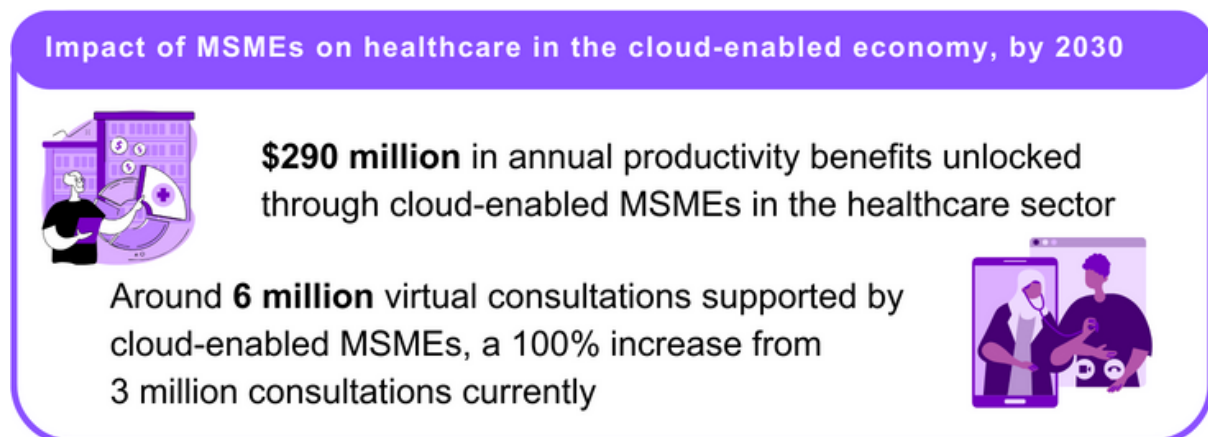 Impact of MSMEs on healthcare in the cloud-enabled economy, by 2030
$290 million in annual productivity benefits unlocked
through cloud-enabled MSMEs in the healthcare sector
Around 6 million virtual consultations supported by
cloud-enabled MSMEs, a 100% increase from
3 million consultations currently